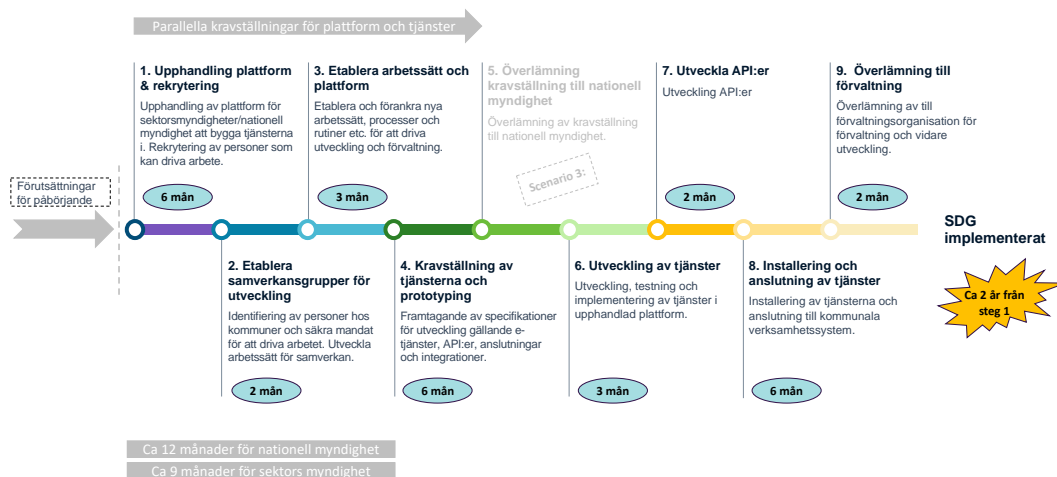 Parallella kravställningar för plattform och tjänster
1. Upphandling plattform
& rekrytering
Upphandling av plattform för
sektorsmyndigheter/nationell
myndighet att bygga tjänsterna
i. Rekrytering av personer som
kan driva arbete.
6 mån
3. Etablera arbetssätt och
plattform
Etablera och förankra nya
arbetssätt, processer och
rutiner etc. för att driva
utveckling och förvaltning.
3 mån
5. Överlämning
kravställning till nationell
myndighet
Överlämning av kravställning
till nationell myndighet.
Scenario 3:
7. Utveckla API:er
Utveckling API:er
2 mån
9. Överlämning till
förvaltning
Överlämning av till
förvaltningsorganisation för
förvaltning och vidare
utveckling.
2 mån
Förutsättningar
för påbörjande
SDG
implementerat
Ca 2 år från
steg 1
2. Etablera
samverkansgrupper för
utveckling
Identifiering av personer hos
kommuner och säkra mandat
för att driva arbetet. Utveckla
arbetssätt för samverkan.
2 mån
4. Kravställning av
tjänsterna och
prototyping
Framtagande av specifikationer
för utveckling gällande e-
tjänster, API:er, anslutningar
och integrationer.
6 mån
6. Utveckling av tjänster
Utveckling, testning och
implementering av tjänster i
upphandlad plattform.
3 mån
8. Installering och
anslutning av tjänster
Installering av tjänsterna och
anslutning till kommunala
verksamhetssystem.
6 mån
Ca 12 månader för nationell myndighet
Ca 9 månader för sektors myndighet